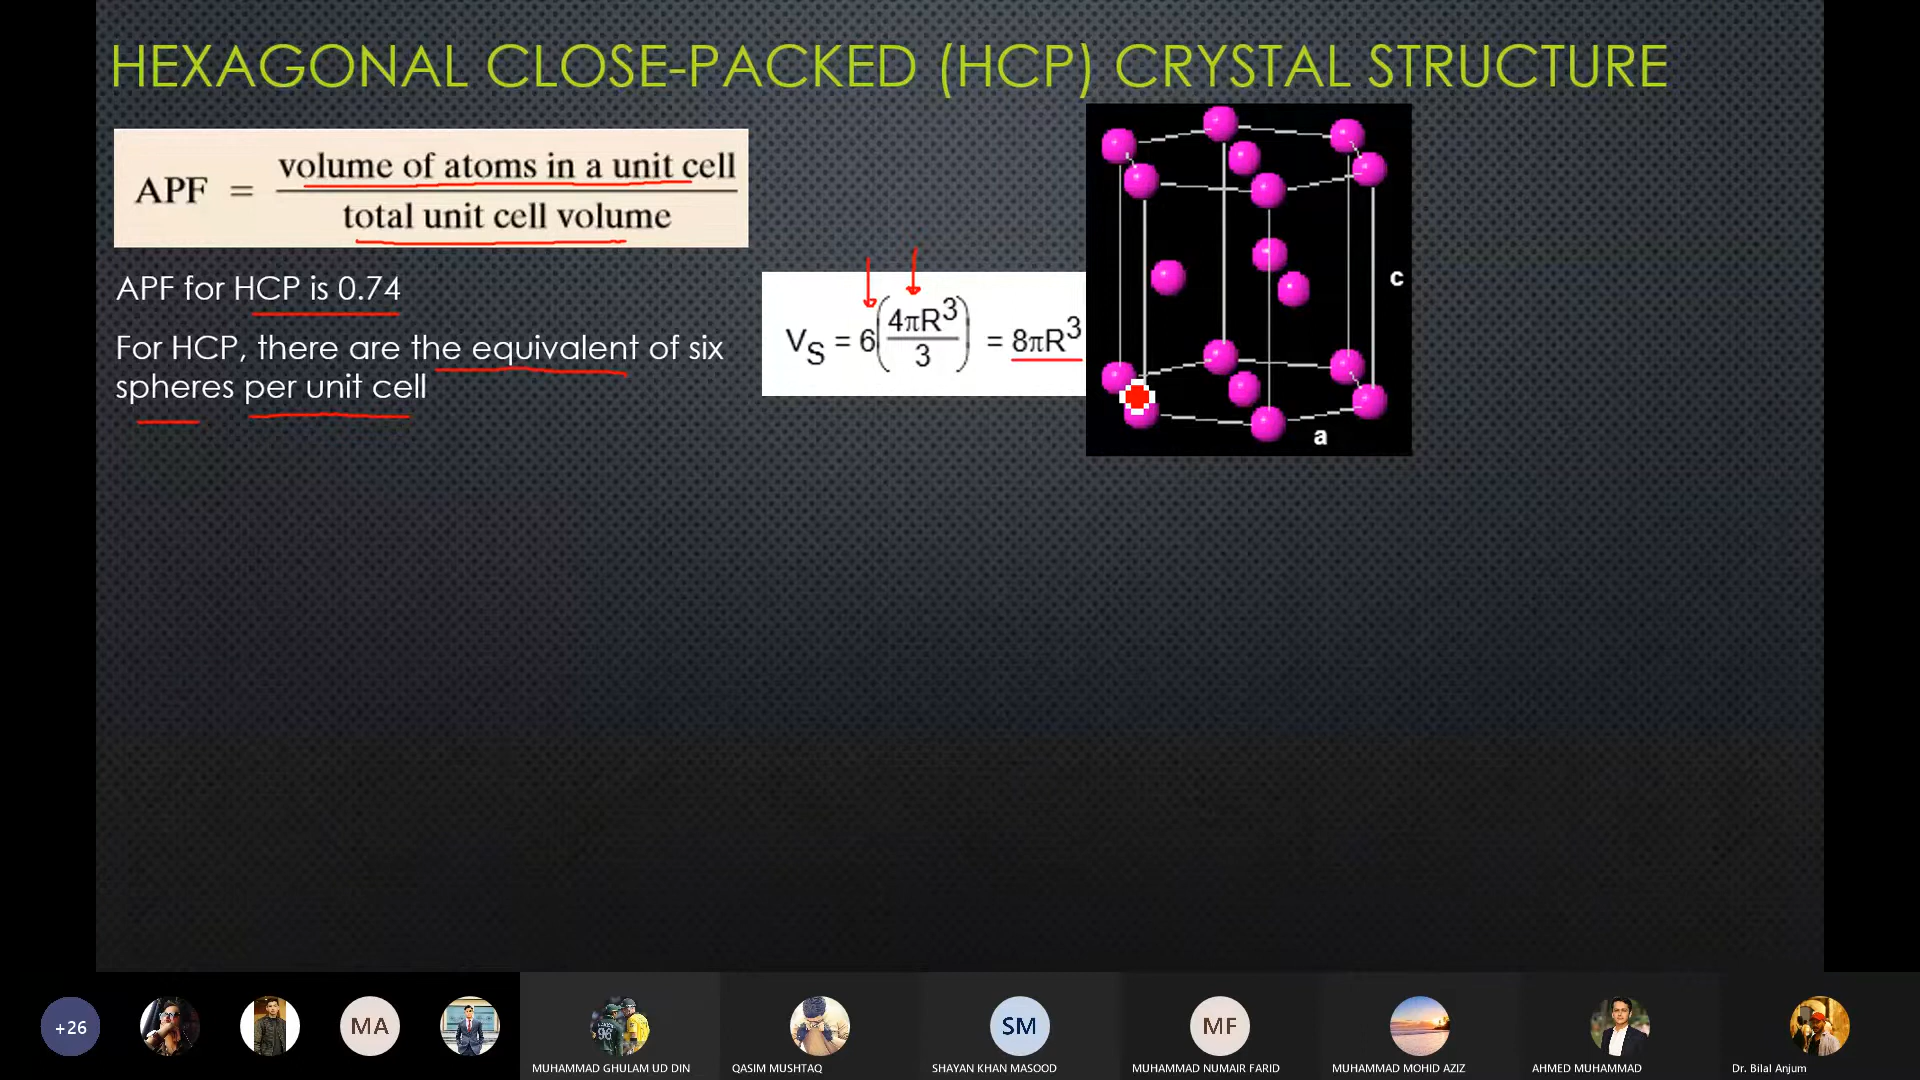 HEXAGONAL CLOSE-PACKED (HCP) CRYSTAL STRUCTURE
APF = volume of atoms in a unit cell / total unit cell volume
APF for HCP is 0.74
For HCP, there are the equivalent of six
spheres per unit cell
V_S = 6(4πR³/3) = 8πR³
c
a
+26
MA
SM
MF
96
MUHAMMAD GHULAM UD DIN
QASIM MUSHTAQ
SHAYAN KHAN MASOOD
MUHAMMAD NUMAIR FARID
MUHAMMAD MOHID AZIZ
AHMED MUHAMMAD
Dr. Bilal Anjum